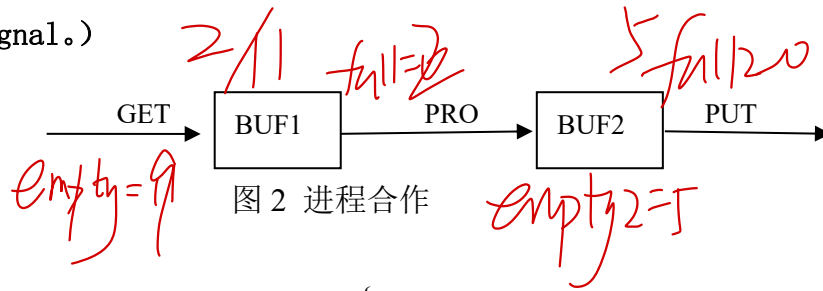 gnal。)
2/11 full=2 5 full2=0
GET BUF1 PRO BUF2 PUT
empty=9 图 2 进程合作 empty2=5